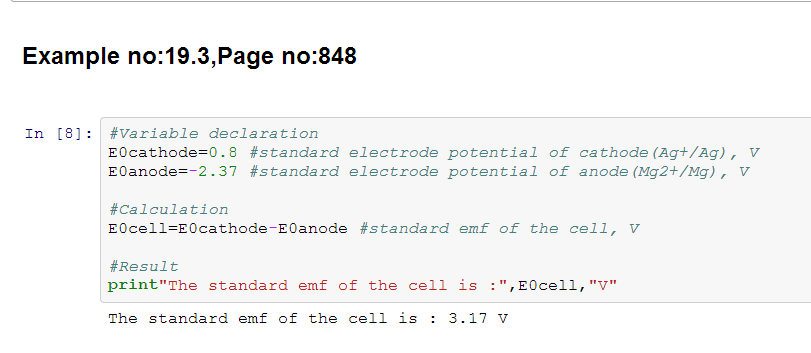 Example no:19.3,Page no:848
In [8]: #Variable declaration
E0cathode=0.8 #standard electrode potential of cathode(Ag+/Ag), V
E0anode=-2.37 #standard electrode potential of anode(Mg2+/Mg), V
#Calculation
E0cell=E0cathode-E0anode #standard emf of the cell, V
#Result
print"The standard emf of the cell is :",E0cell,"V"
The standard emf of the cell is : 3.17 V